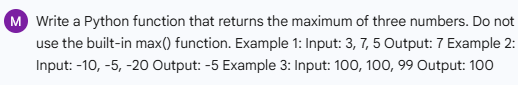 M Write a Python function that returns the maximum of three numbers. Do not
use the built-in max() function. Example 1: Input: 3, 7, 5 Output: 7 Example 2:
Input: -10, -5, -20 Output: -5 Example 3: Input: 100, 100, 99 Output: 100